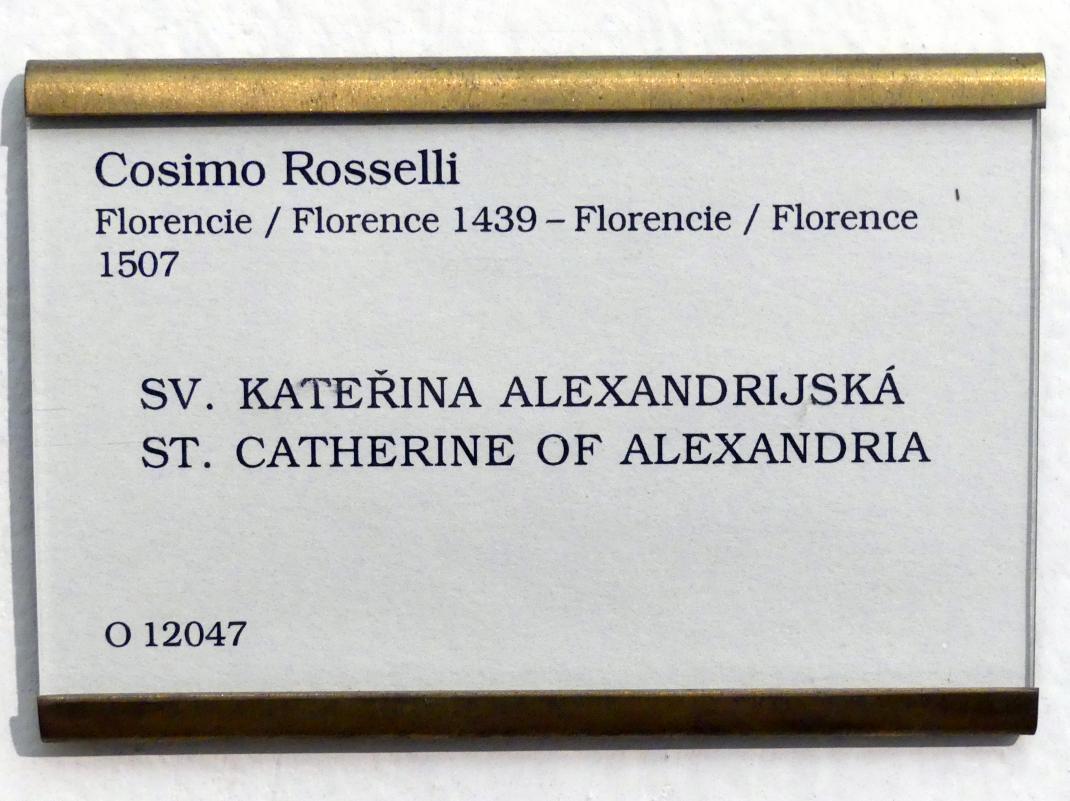 Cosimo Rosselli
Florencie / Florence 1439 – Florencie / Florence
1507
SV. KATEŘINA ALEXANDRIJSKÁ
ST. CATHERINE OF ALEXANDRIA
O 12047